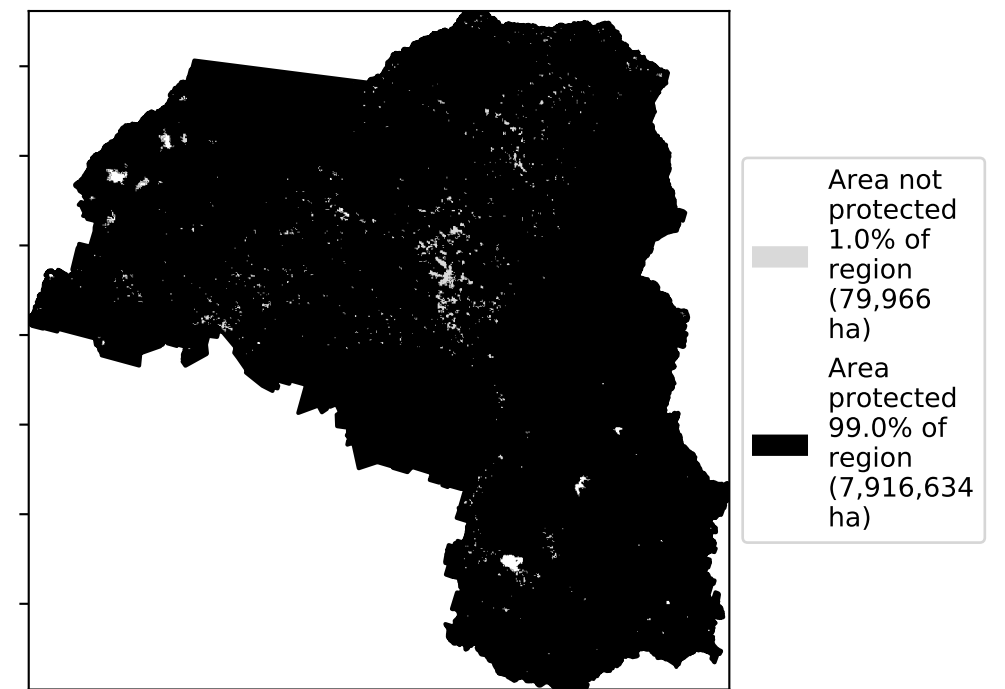 Area not
protected
1.0% of
region
(79,966
ha)
Area
protected
99.0% of
region
(7,916,634
ha)